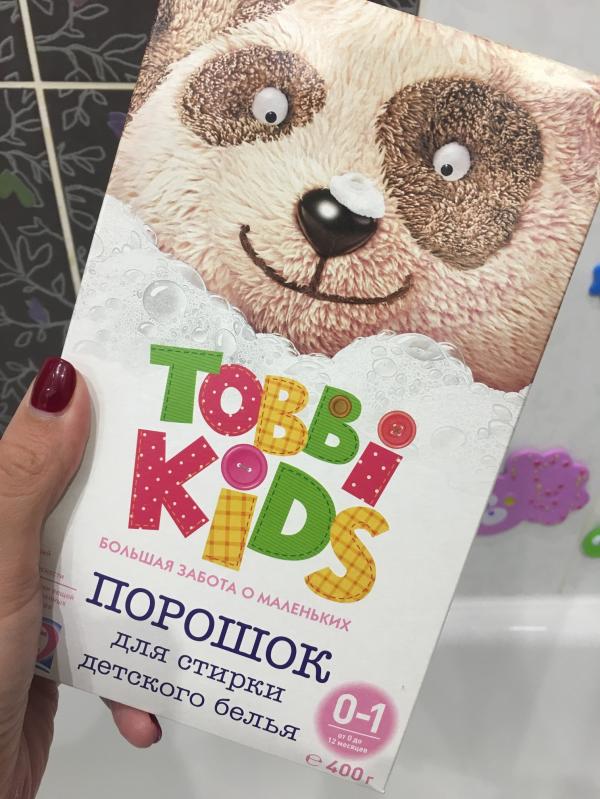 TOBBI
KIDS
БОЛЬШАЯ ЗАБОТА О МАЛЕНЬКИХ
ПОРОШОК
для стирки
детского белья
0-1
от 0 до
12 месяцев
℮ 400 г